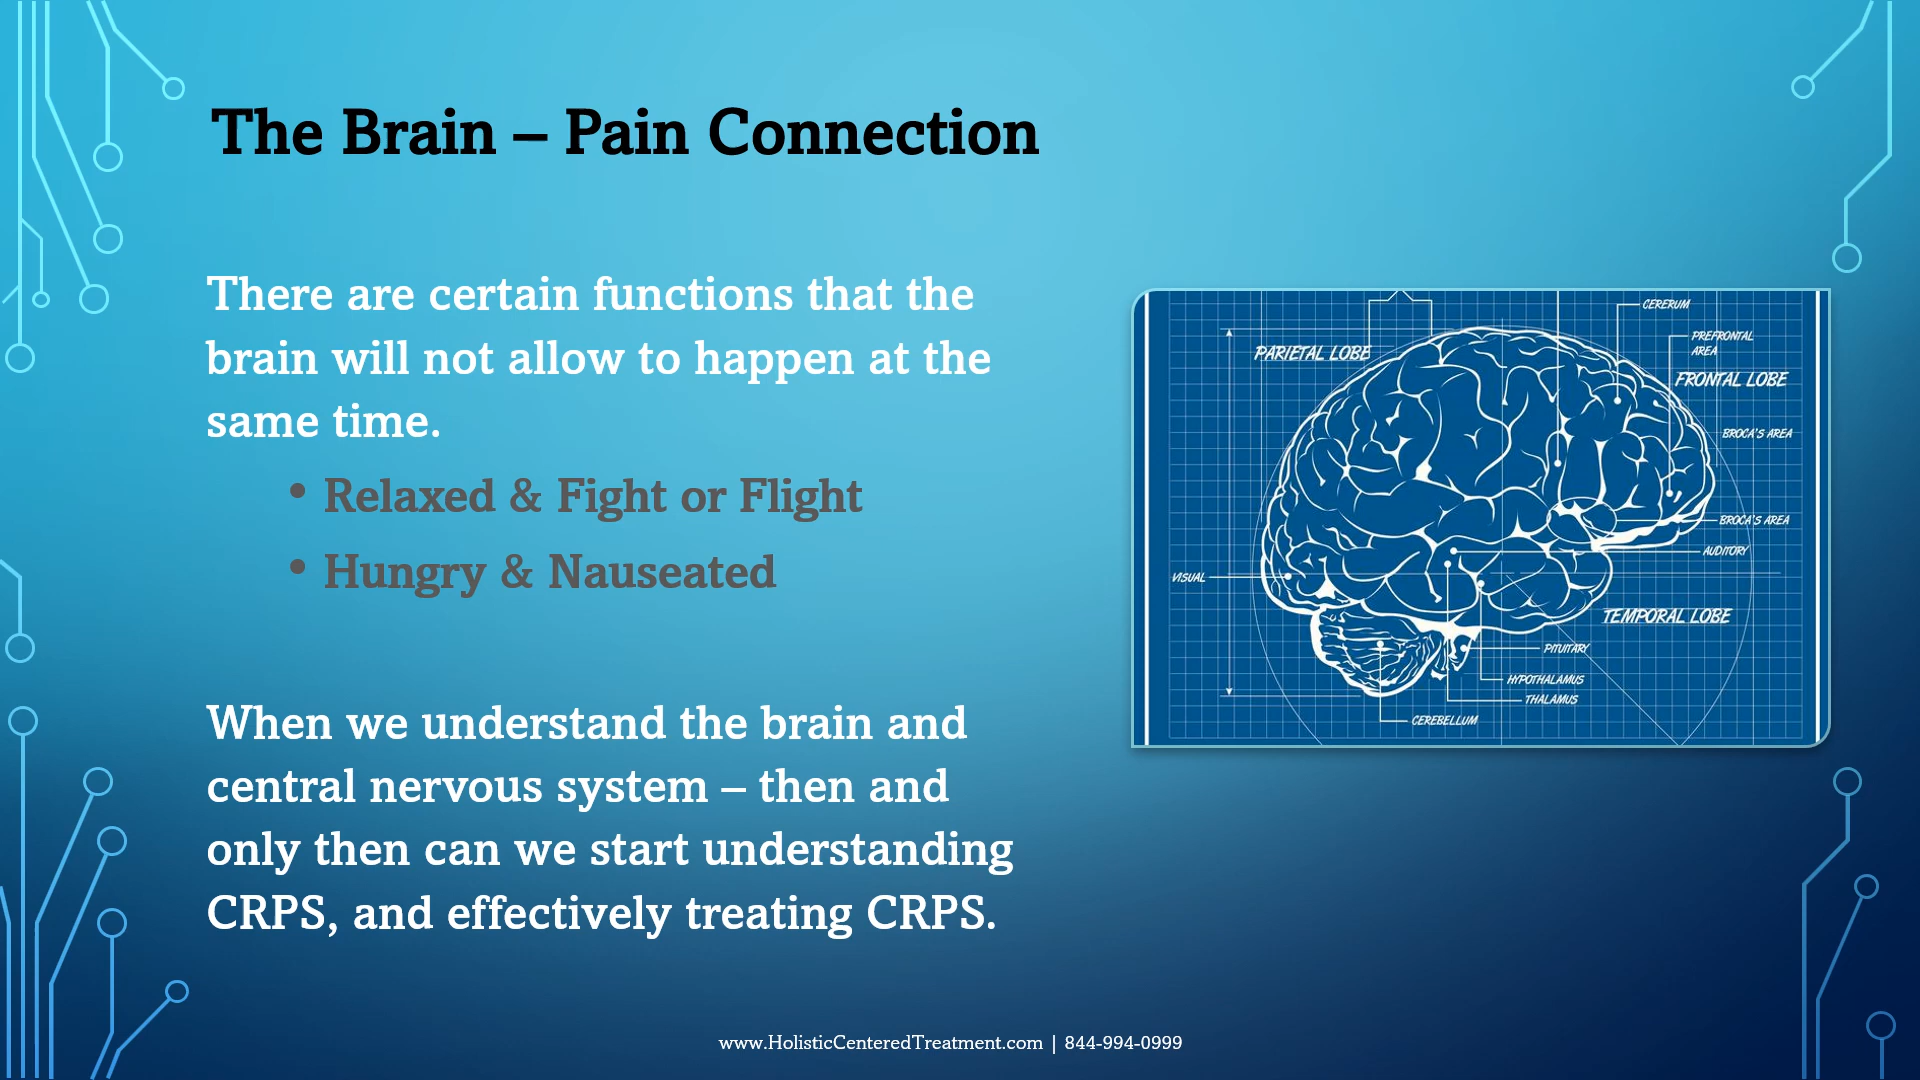 The Brain – Pain Connection
There are certain functions that the
brain will not allow to happen at the
same time.
• Relaxed & Fight or Flight
• Hungry & Nauseated
When we understand the brain and
central nervous system – then and
only then can we start understanding
CRPS, and effectively treating CRPS.
CERERUM
PREFRONTAL
AREA
PARIETAL LOBE
FRONTAL LOBE
BROCA'S AREA
BROCA'S AREA
AUDITORY
VISUAL
TEMPORAL LOBE
PITUITARY
HYPOTHALAMUS
THALAMUS
CEREBELLUM
www.HolisticCenteredTreatment.com | 844-994-0999